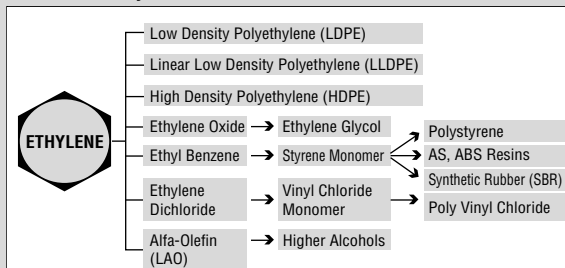 ETHYLENE
Low Density Polyethylene (LDPE)
Linear Low Density Polyethylene (LLDPE)
High Density Polyethylene (HDPE)
Ethylene Oxide
Ethylene Glycol
Ethyl Benzene
Styrene Monomer
Polystyrene
AS, ABS Resins
Synthetic Rubber (SBR)
Ethylene
Dichloride
Vinyl Chloride
Monomer
Poly Vinyl Chloride
Alfa-Olefin
(LAO)
Higher Alcohols